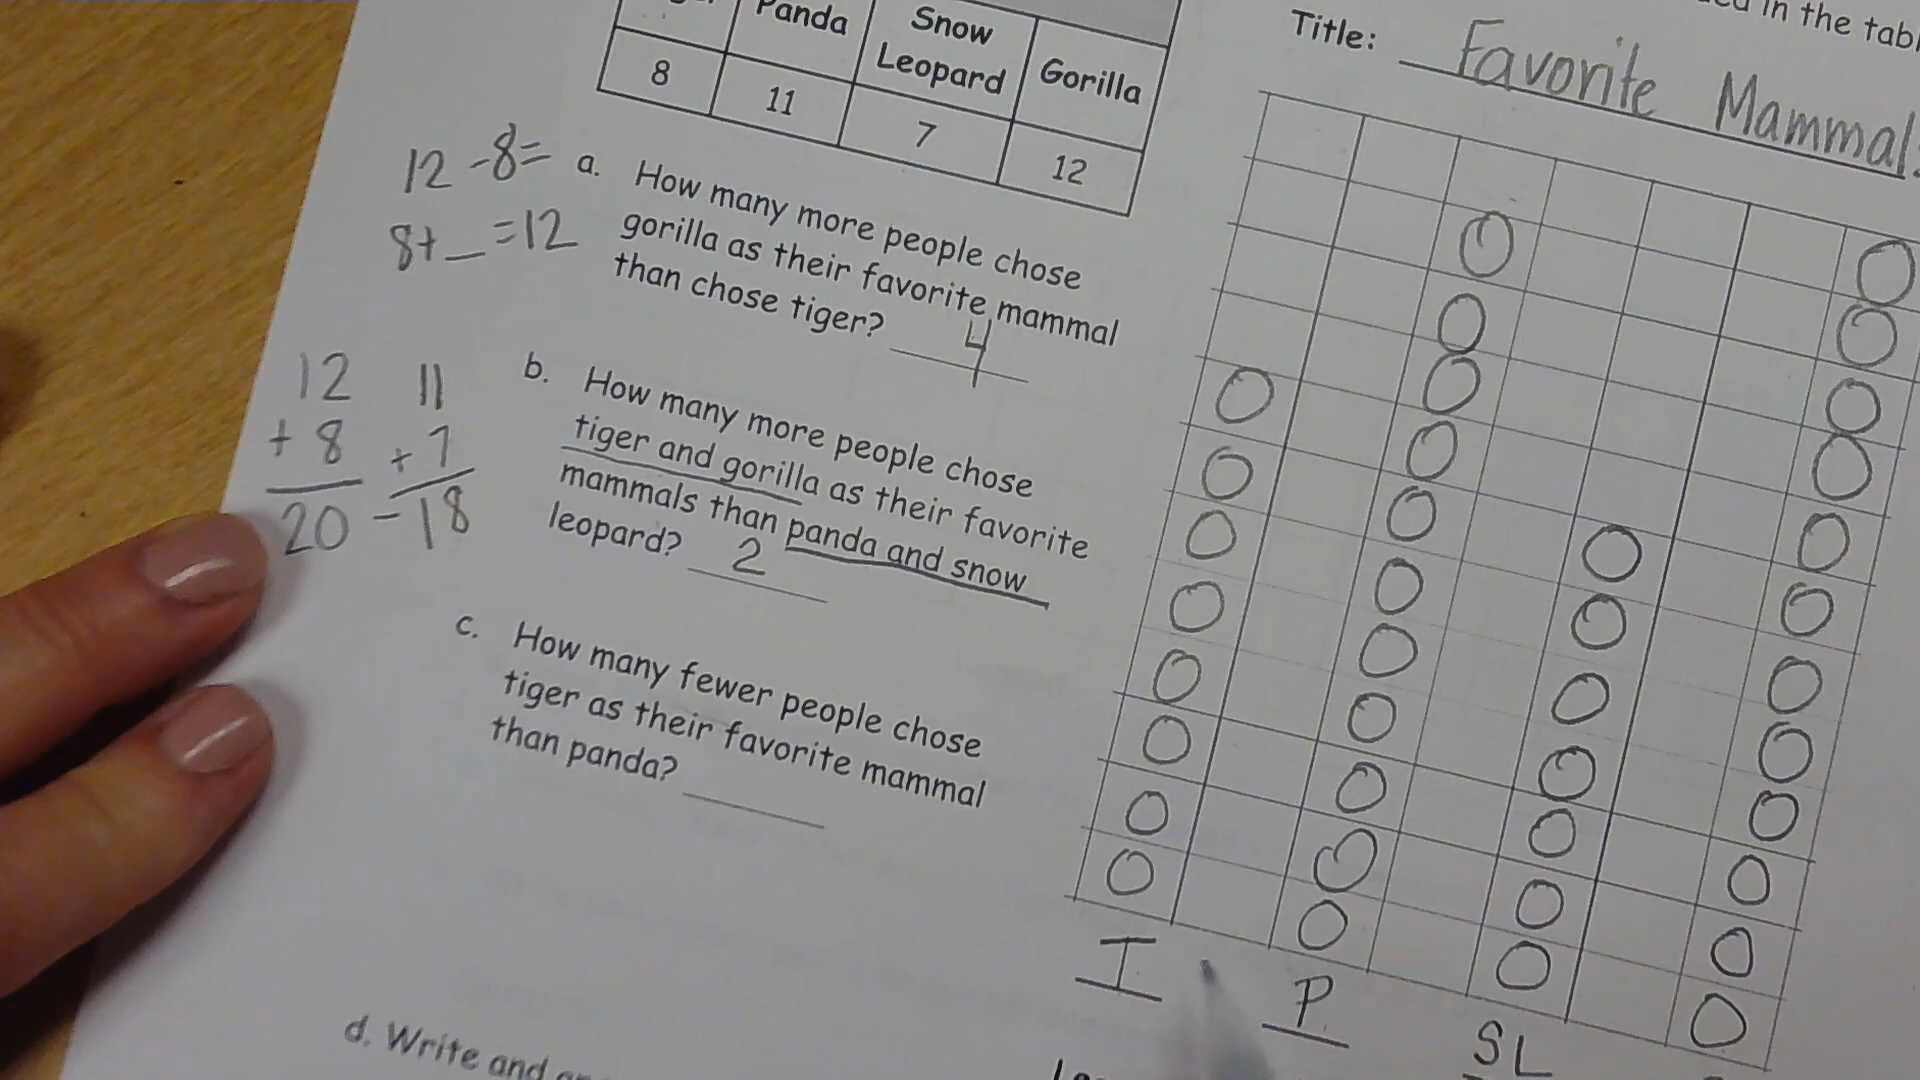 Panda
Snow
Leopard
Gorilla
8
11
7
12
in the
Title: Favorite Mammal
12 - 8 =
8 + _ = 12
a. How many more people chose
gorilla as their favorite mammal
than chose tiger? 4
12
+ 8
20
11
+ 7
- 18
b. How many more people chose
tiger and gorilla as their favorite
mammals than panda and snow
leopard? 2
c. How many fewer people chose
tiger as their favorite mammal
than panda?
d. Write and
P
SL